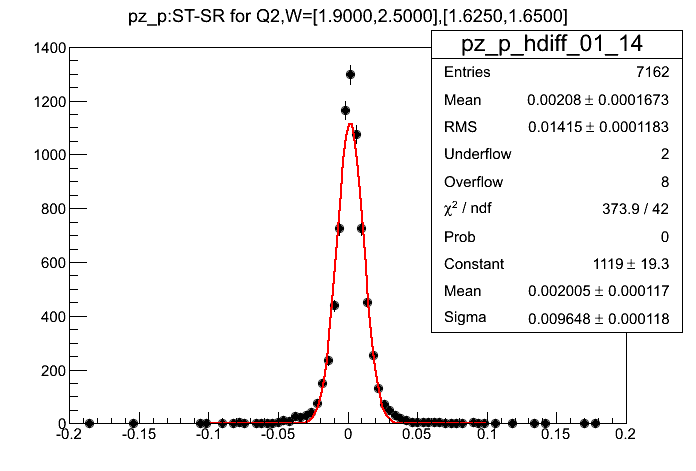 pz_p:ST-SR for Q2,W=[1.9000,2.5000],[1.6250,1.6500]
pz_p_hdiff_01_14
Entries 7162
Mean 0.00208 ± 0.0001673
RMS 0.01415 ± 0.0001183
Underflow 2
Overflow 8
χ² / ndf 373.9 / 42
Prob 0
Constant 1119 ± 19.3
Mean 0.002005 ± 0.000117
Sigma 0.009648 ± 0.000118
1400
1200
1000
800
600
400
200
0
-0.2 -0.15 -0.1 -0.05 0 0.05 0.1 0.15 0.2